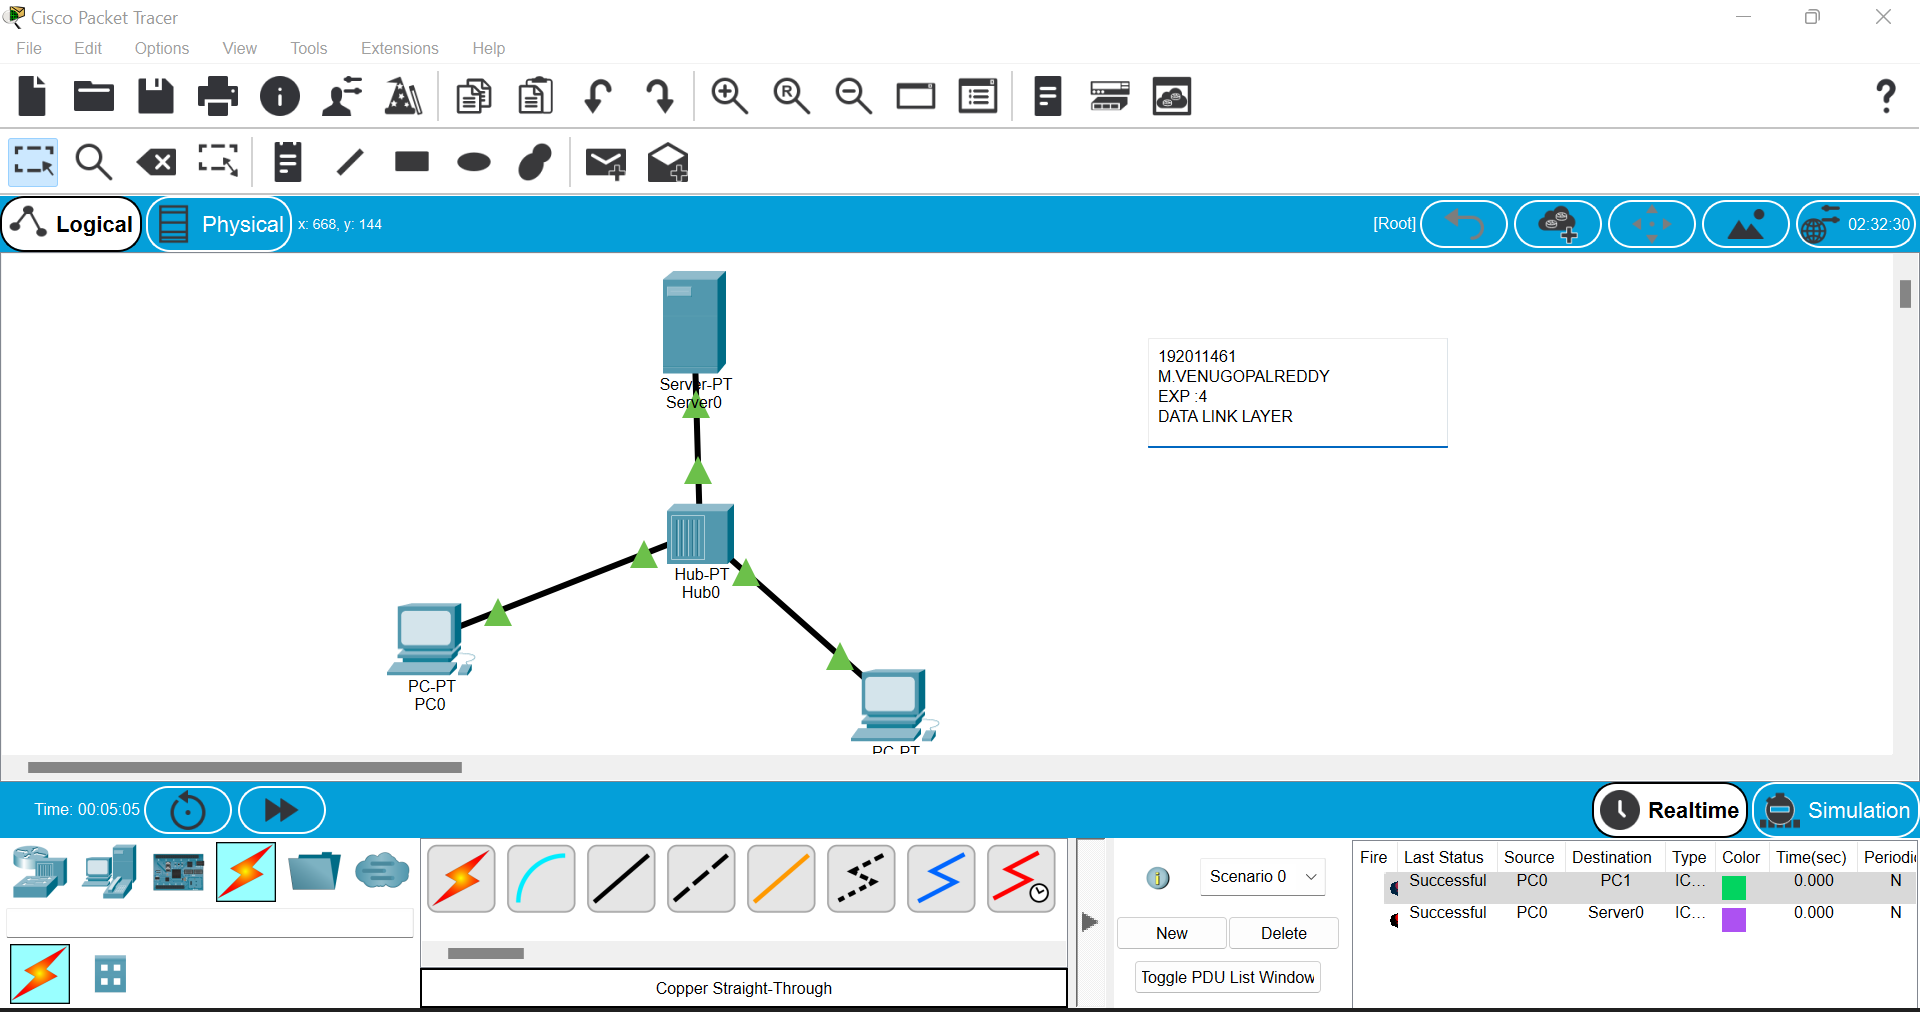 Cisco Packet Tracer
File Edit Options View Tools Extensions Help
Logical Physical x: 668, y: 144 [Root] 02:32:30
Server-PT
Server0
192011461
M.VENUGOPALREDDY
EXP :4
DATA LINK LAYER
Hub-PT
Hub0
PC-PT
PC0
PC-PT
Time: 00:05:05 Realtime Simulation
Fire Last Status Source Destination Type Color Time(sec) Periodic
Successful PC0 PC1 IC... 0.000 N
Successful PC0 Server0 IC... 0.000 N
Scenario 0
New Delete
Toggle PDU List Window
Copper Straight-Through